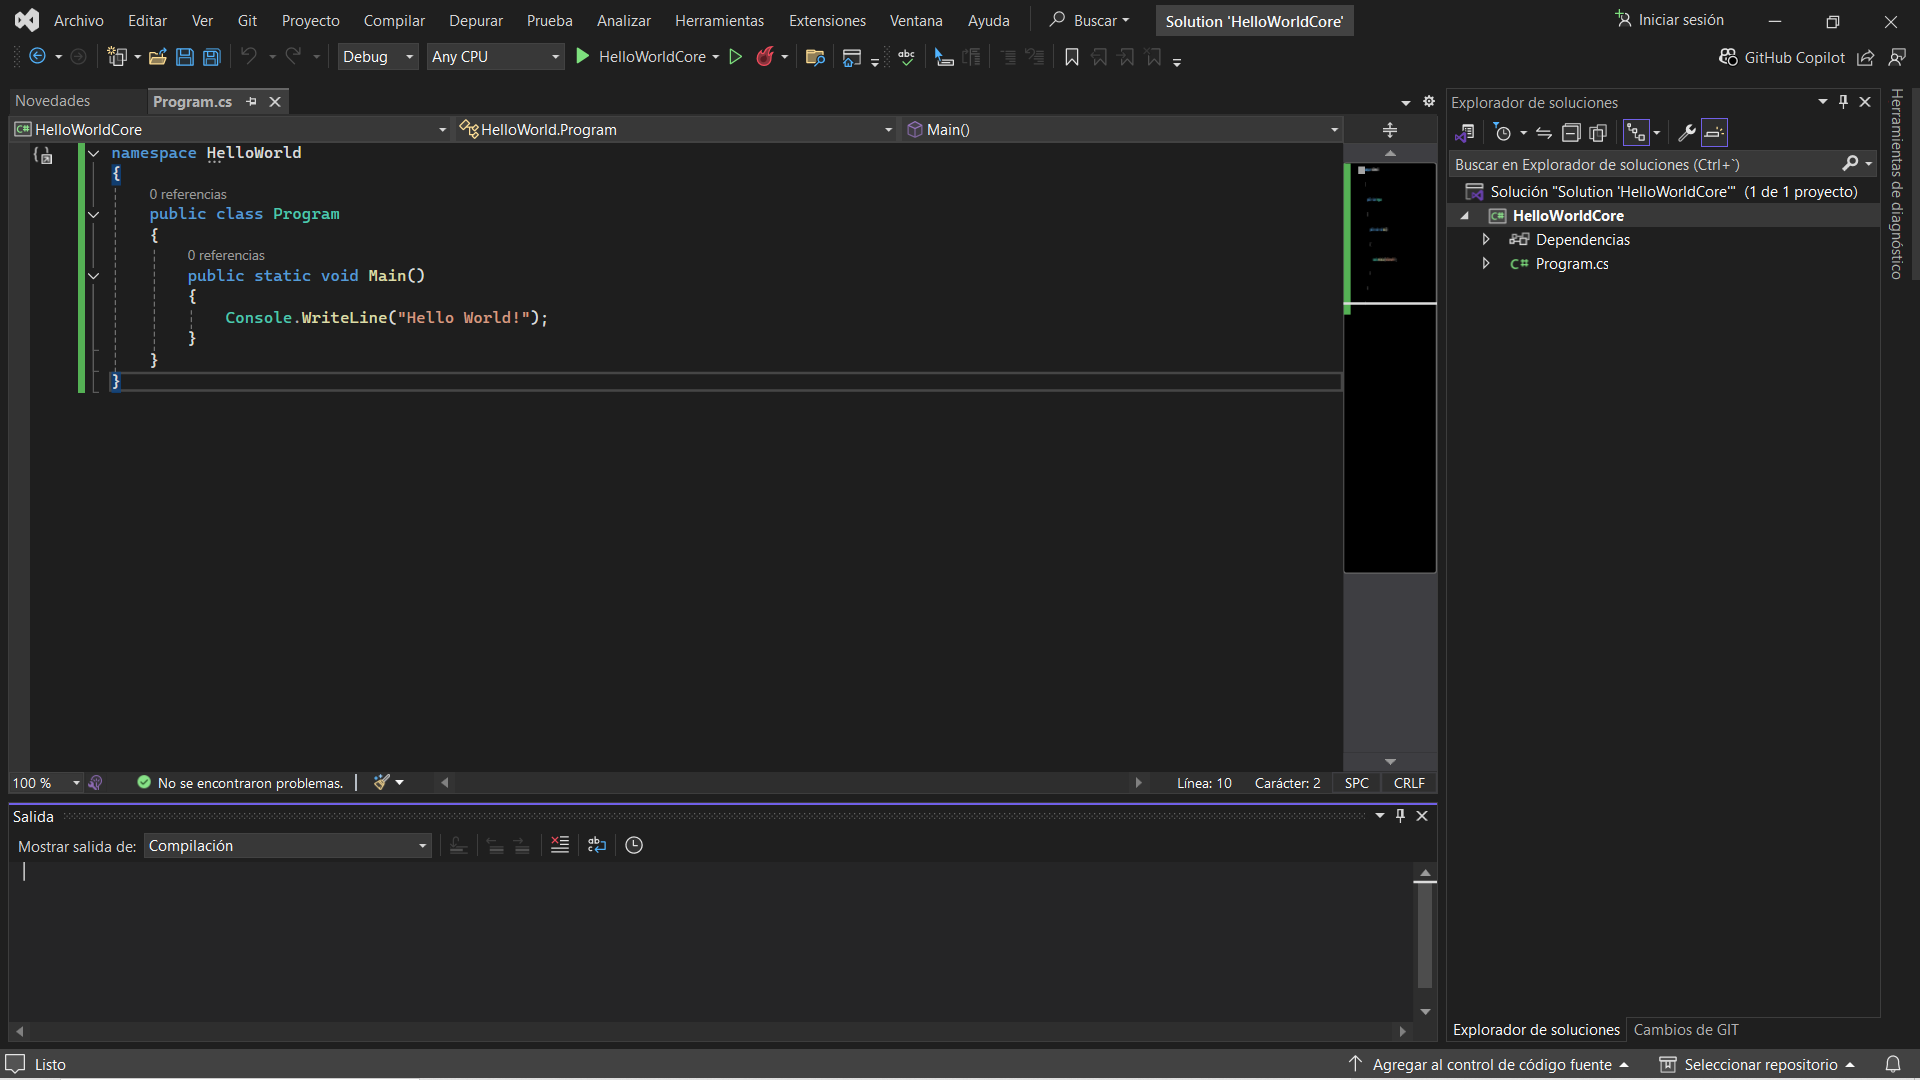 Archivo Editar Ver Git Proyecto Compilar Depurar Prueba Analizar Herramientas Extensiones Ventana Ayuda Buscar Solution 'HelloWorldCore' Iniciar sesión
Debug Any CPU HelloWorldCore abc GitHub Copilot
Novedades Program.cs
HelloWorldCore HelloWorld.Program Main()
namespace HelloWorld
{
0 referencias
public class Program
{
0 referencias
public static void Main()
{
Console.WriteLine("Hello World!");
}
}
}
100 % No se encontraron problemas. Línea: 10 Carácter: 2 SPC CRLF
Salida
Mostrar salida de: Compilación
Explorador de soluciones
Buscar en Explorador de soluciones (Ctrl+`)
Solución "Solution 'HelloWorldCore'" (1 de 1 proyecto)
C# HelloWorldCore
Dependencias
C# Program.cs
Explorador de soluciones Cambios de GIT
Herramientas de diagnóstico
Listo Agregar al control de código fuente Seleccionar repositorio